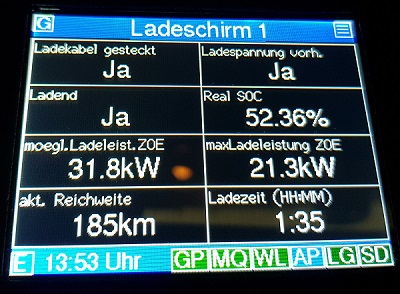 G Ladeschirm 1
Ladekabel gesteckt
Ja
Ladespannung vorh.
Ja
Ladend
Ja
Real SOC
52.36%
moegl.Ladeleist.ZOE
31.8kW
maxLadeleistung ZOE
21.3kW
akt. Reichweite
185km
Ladezeit (HH:MM)
1:35
E 13:53 Uhr GP MQ WL AP LG SD